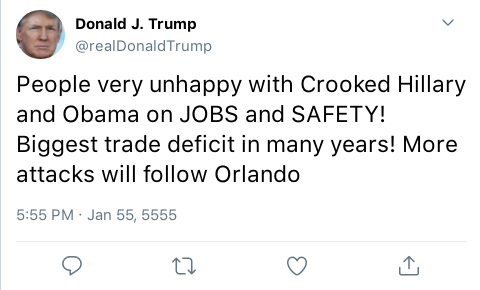 Donald J. Trump
@realDonaldTrump
People very unhappy with Crooked Hillary
and Obama on JOBS and SAFETY!
Biggest trade deficit in many years! More
attacks will follow Orlando
5:55 PM · Jan 55, 5555